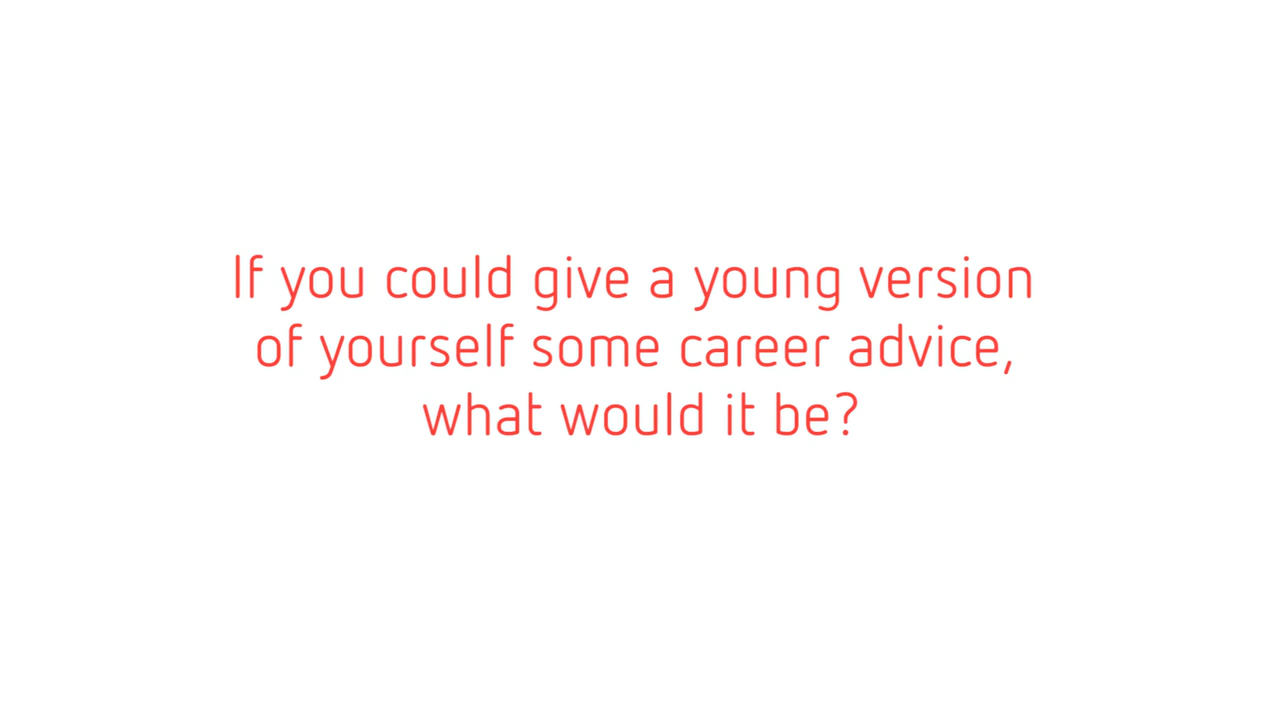 If you could give a young version
of yourself some career advice,
what would it be?